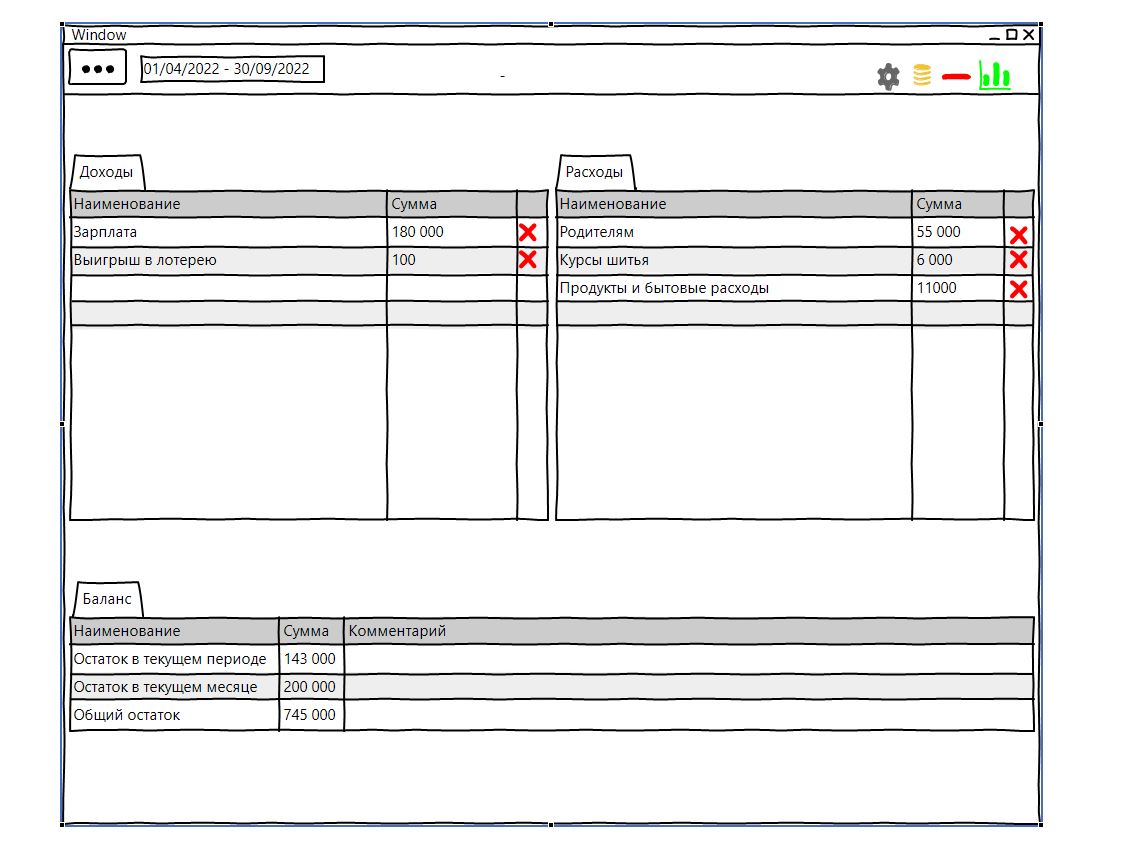 Window
01/04/2022 - 30/09/2022
-
Доходы
Наименование Сумма
Зарплата 180 000
Выигрыш в лотерею 100
Расходы
Наименование Сумма
Родителям 55 000
Курсы шитья 6 000
Продукты и бытовые расходы 11000
Баланс
Наименование Сумма Комментарий
Остаток в текущем периоде 143 000
Остаток в текущем месяце 200 000
Общий остаток 745 000